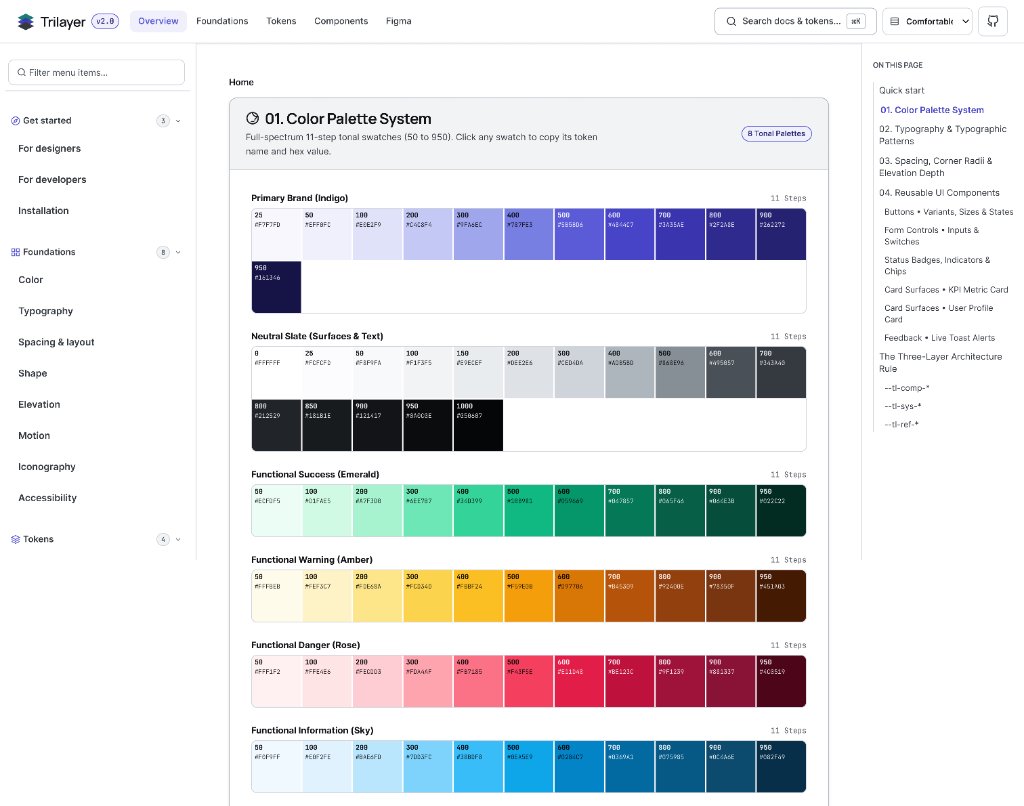 Trilayer v2.0 Overview Foundations Tokens Components Figma Search docs & tokens... ⌘K Comfortable
Filter menu items...
Get started 3
For designers
For developers
Installation
Foundations 8
Color
Typography
Spacing & layout
Shape
Elevation
Motion
Iconography
Accessibility
Tokens 4
Home
01. Color Palette System
Full-spectrum 11-step tonal swatches (50 to 950). Click any swatch to copy its token
name and hex value.
8 Tonal Palettes
Primary Brand (Indigo) 11 Steps
25 50 100 200 300 400 500 600 700 800 900
#F7F7FD #EFF0FC #E0E2F9 #C4C8F4 #9FA6EC #787FE3 #5B5BD6 #4844C7 #3A35AE #2F2A8E #262272
950
#161346
Neutral Slate (Surfaces & Text) 11 Steps
0 25 50 100 150 200 300 400 500 600 700
#FFFFFF #FCFCFD #F8F9FA #F1F3F5 #E9ECEF #DEE2E6 #CED4DA #ADB5BD #868E96 #495057 #343A40
800 850 900 950 1000
#212529 #181B1E #121417
Functional Success (Emerald) 11 Steps
50 100 200 300 400 500 600 700 800 900 950
#ECFDF5 #D1FAE5 #A7F3D0 #6EE7B7 #34D399 #10B981 #059669 #047857 #065F46 #064E3B #022C22
Functional Warning (Amber) 11 Steps
50 100 200 300 400 500 600 700 800 900 950
#FFFBEB #FEF3C7 #FDE68A #FCD34D #FBBF24 #F59E0B #D97706 #B45309 #92400E #78350F #451A03
Functional Danger (Rose) 11 Steps
50 100 200 300 400 500 600 700 800 900 950
#FFF1F2 #FFE4E6 #FECDD3 #FDA4AF #FB7185 #F43F5E #E11D48 #BE123C #9F1239 #881337 #4C0519
Functional Information (Sky) 11 Steps
50 100 200 300 400 500 600 700 800 900 950
#F0F9FF #E0F2FE #BAE6FD #7DD3FC #38BDF8 #0EA5E9 #0284C7 #0369A1 #075985 #0C4A6E #082F49
ON THIS PAGE
Quick start
01. Color Palette System
02. Typography & Typographic
Patterns
03. Spacing, Corner Radii &
Elevation Depth
04. Reusable UI Components
Buttons • Variants, Sizes & States
Form Controls • Inputs &
Switches
Status Badges, Indicators &
Chips
Card Surfaces • KPI Metric Card
Card Surfaces • User Profile
Card
Feedback • Live Toast Alerts
The Three-Layer Architecture
Rule
--tl-comp-*
--tl-sys-*
--tl-ref-*